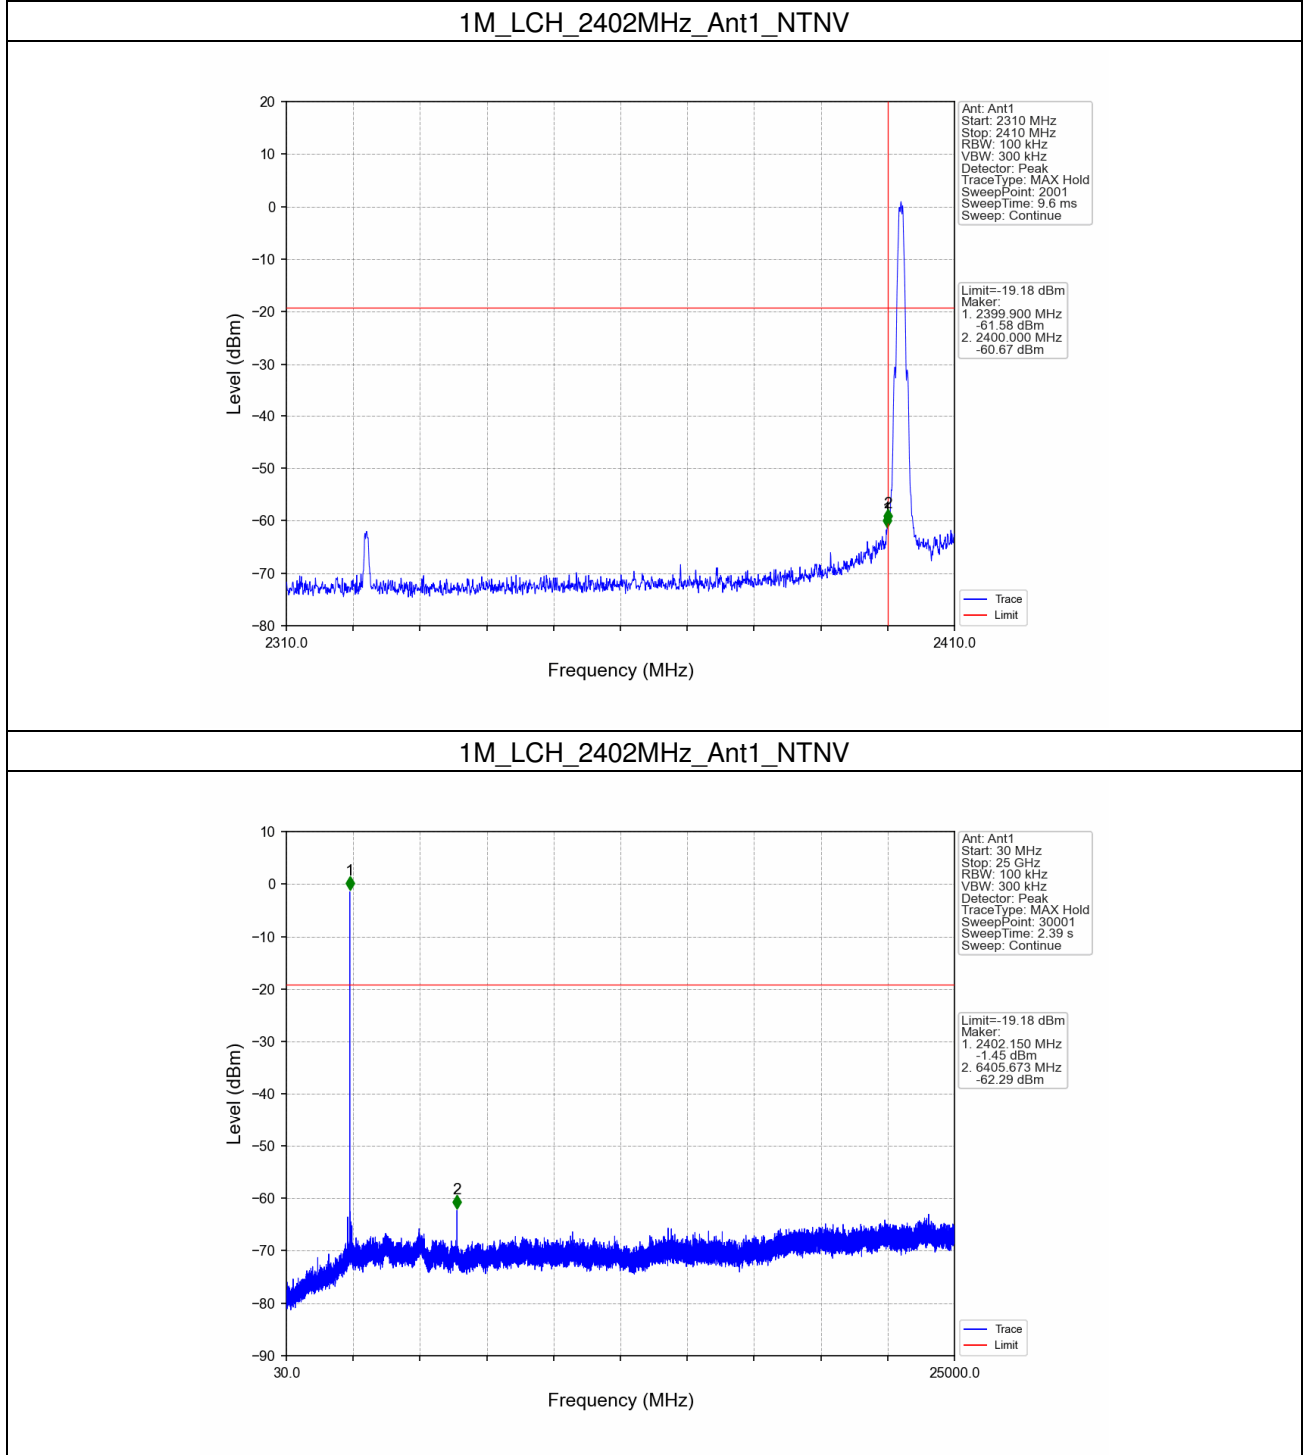 1M_LCH_2402MHz_Ant1_NTNV
20
10
0
−10
−20
−30
−40
−50
−60
−70
−80
Level (dBm)
2310.0
2410.0
Frequency (MHz)
2
Ant: Ant1
Start: 2310 MHz
Stop: 2410 MHz
RBW: 100 kHz
VBW: 300 kHz
Detector: Peak
TraceType: MAX Hold
SweepPoint: 2001
SweepTime: 9.6 ms
Sweep: Continue
Limit=-19.18 dBm
Maker:
1. 2399.900 MHz
-61.58 dBm
2. 2400.000 MHz
-60.67 dBm
Trace
Limit
1M_LCH_2402MHz_Ant1_NTNV
10
0
−10
−20
−30
−40
−50
−60
−70
−80
−90
Level (dBm)
30.0
25000.0
Frequency (MHz)
1
2
Ant: Ant1
Start: 30 MHz
Stop: 25 GHz
RBW: 100 kHz
VBW: 300 kHz
Detector: Peak
TraceType: MAX Hold
SweepPoint: 30001
SweepTime: 2.39 s
Sweep: Continue
Limit=-19.18 dBm
Maker:
1. 2402.150 MHz
-1.45 dBm
2. 6405.673 MHz
-62.29 dBm
Trace
Limit